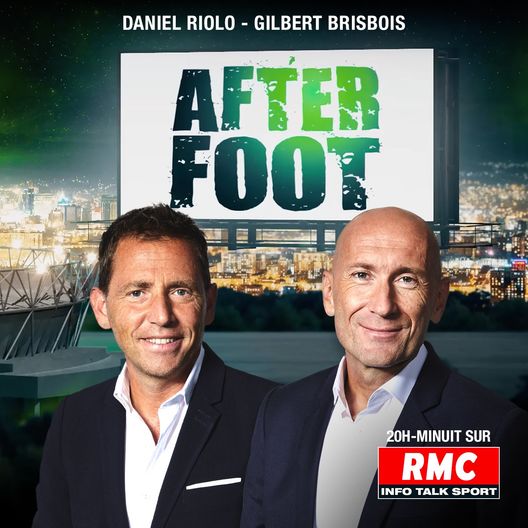 DANIEL RIOLO - GILBERT BRISBOIS
AFTER
FOOT
20H-MINUIT SUR
RMC
INFO TALK SPORT